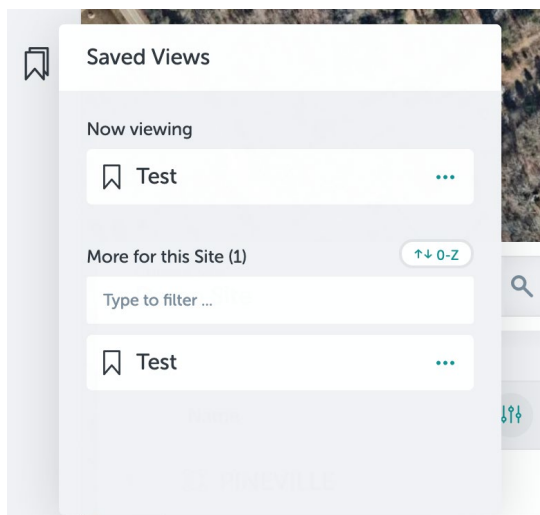 Saved Views
Now viewing
Test
More for this Site (1)
↑↓ 0-Z
Type to filter ...
Test